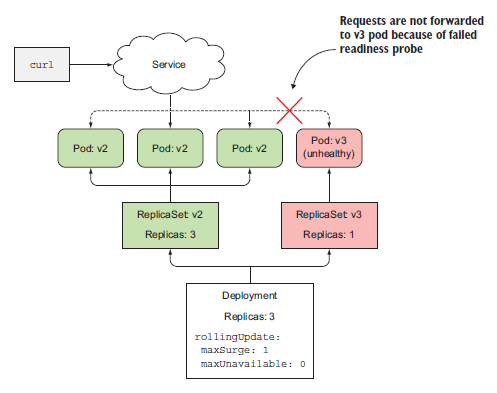 Requests are not forwarded
to v3 pod because of failed
readiness probe
curl
Service
Pod: v2
Pod: v2
Pod: v2
Pod: v3
(unhealthy)
ReplicaSet: v2
Replicas: 3
ReplicaSet: v3
Replicas: 1
Deployment
Replicas: 3
rollingUpdate:
maxSurge: 1
maxUnavailable: 0